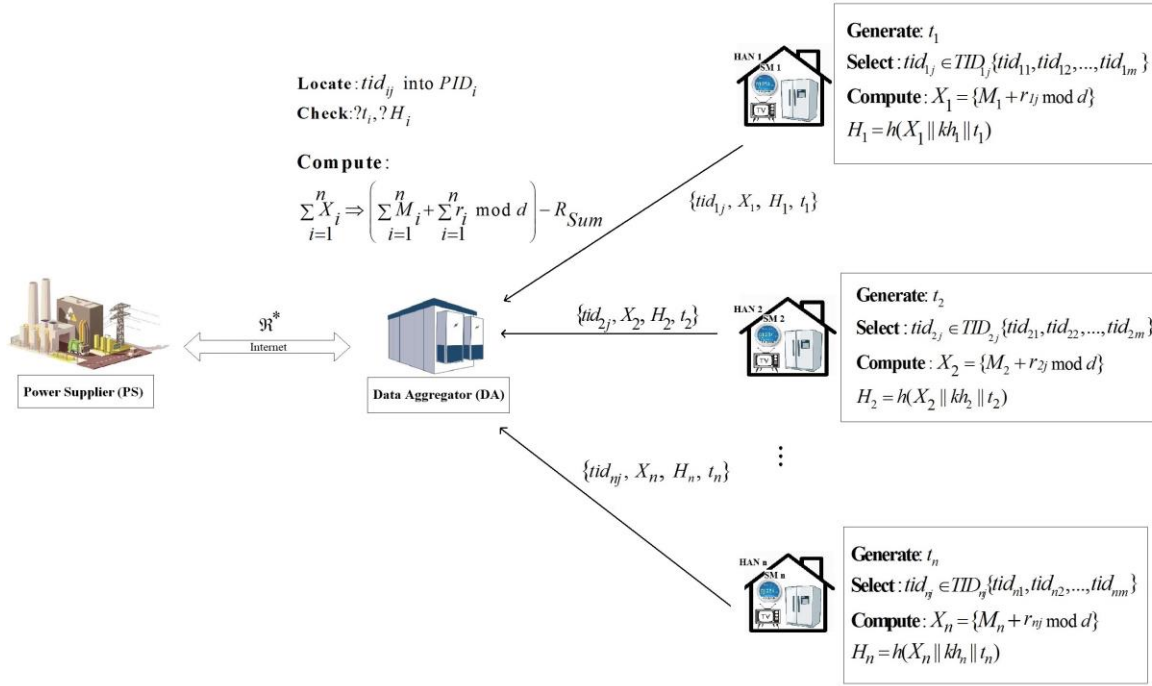 Locate: tid_ij into PID_i
Check:?t_i,?H_i
Compute:
∑_{i=1}^{n} X_i ⇒ (∑_{i=1}^{n} M_i + ∑_{i=1}^{n} r_i mod d) − R_Sum
HAN 1
SM 1
TV
Generate: t_1
Select: tid_1j ∈ TID_1j{tid_11, tid_12, ..., tid_1m}
Compute: X_1 = {M_1 + r_1j mod d}
H_1 = h(X_1 || kh_1 || t_1)
{tid_1j, X_1, H_1, t_1}
ℜ*
Internet
Power Supplier (PS)
Data Aggregator (DA)
{tid_2j, X_2, H_2, t_2}
HAN 2
SM 2
TV
Generate: t_2
Select: tid_2j ∈ TID_2j{tid_21, tid_22, ..., tid_2m}
Compute: X_2 = {M_2 + r_2j mod d}
H_2 = h(X_2 || kh_2 || t_2)
⋮
{tid_nj, X_n, H_n, t_n}
HAN n
SM n
TV
Generate: t_n
Select: tid_nj ∈ TID_nj{tid_n1, tid_n2, ..., tid_nm}
Compute: X_n = {M_n + r_nj mod d}
H_n = h(X_n || kh_n || t_n)